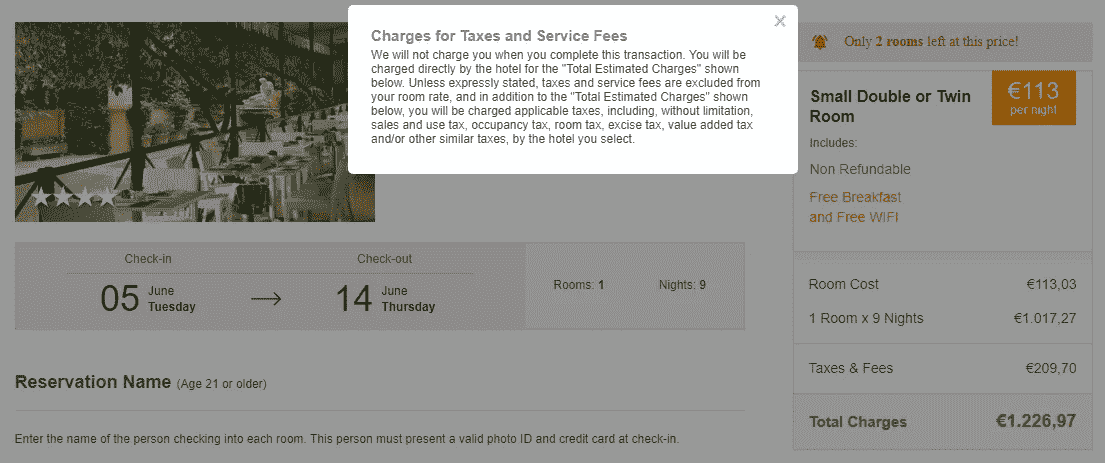 Charges for Taxes and Service Fees
We will not charge you when you complete this transaction. You will be
charged directly by the hotel for the "Total Estimated Charges" shown
below. Unless expressly stated, taxes and service fees are excluded from
your room rate, and in addition to the "Total Estimated Charges" shown
below, you will be charged applicable taxes, including, without limitation,
sales and use tax, occupancy tax, room tax, excise tax, value added tax
and/or other similar taxes, by the hotel you select.
Only 2 rooms left at this price!
Small Double or Twin
Room
€113
per night
Includes:
Non Refundable
Free Breakfast
and Free WIFI
Check-in
05
June
Tuesday
Check-out
14
June
Thursday
Rooms: 1
Nights: 9
Room Cost €113,03
1 Room x 9 Nights €1.017,27
Taxes & Fees €209,70
Total Charges €1.226,97
Reservation Name (Age 21 or older)
Enter the name of the person checking into each room. This person must present a valid photo ID and credit card at check-in.